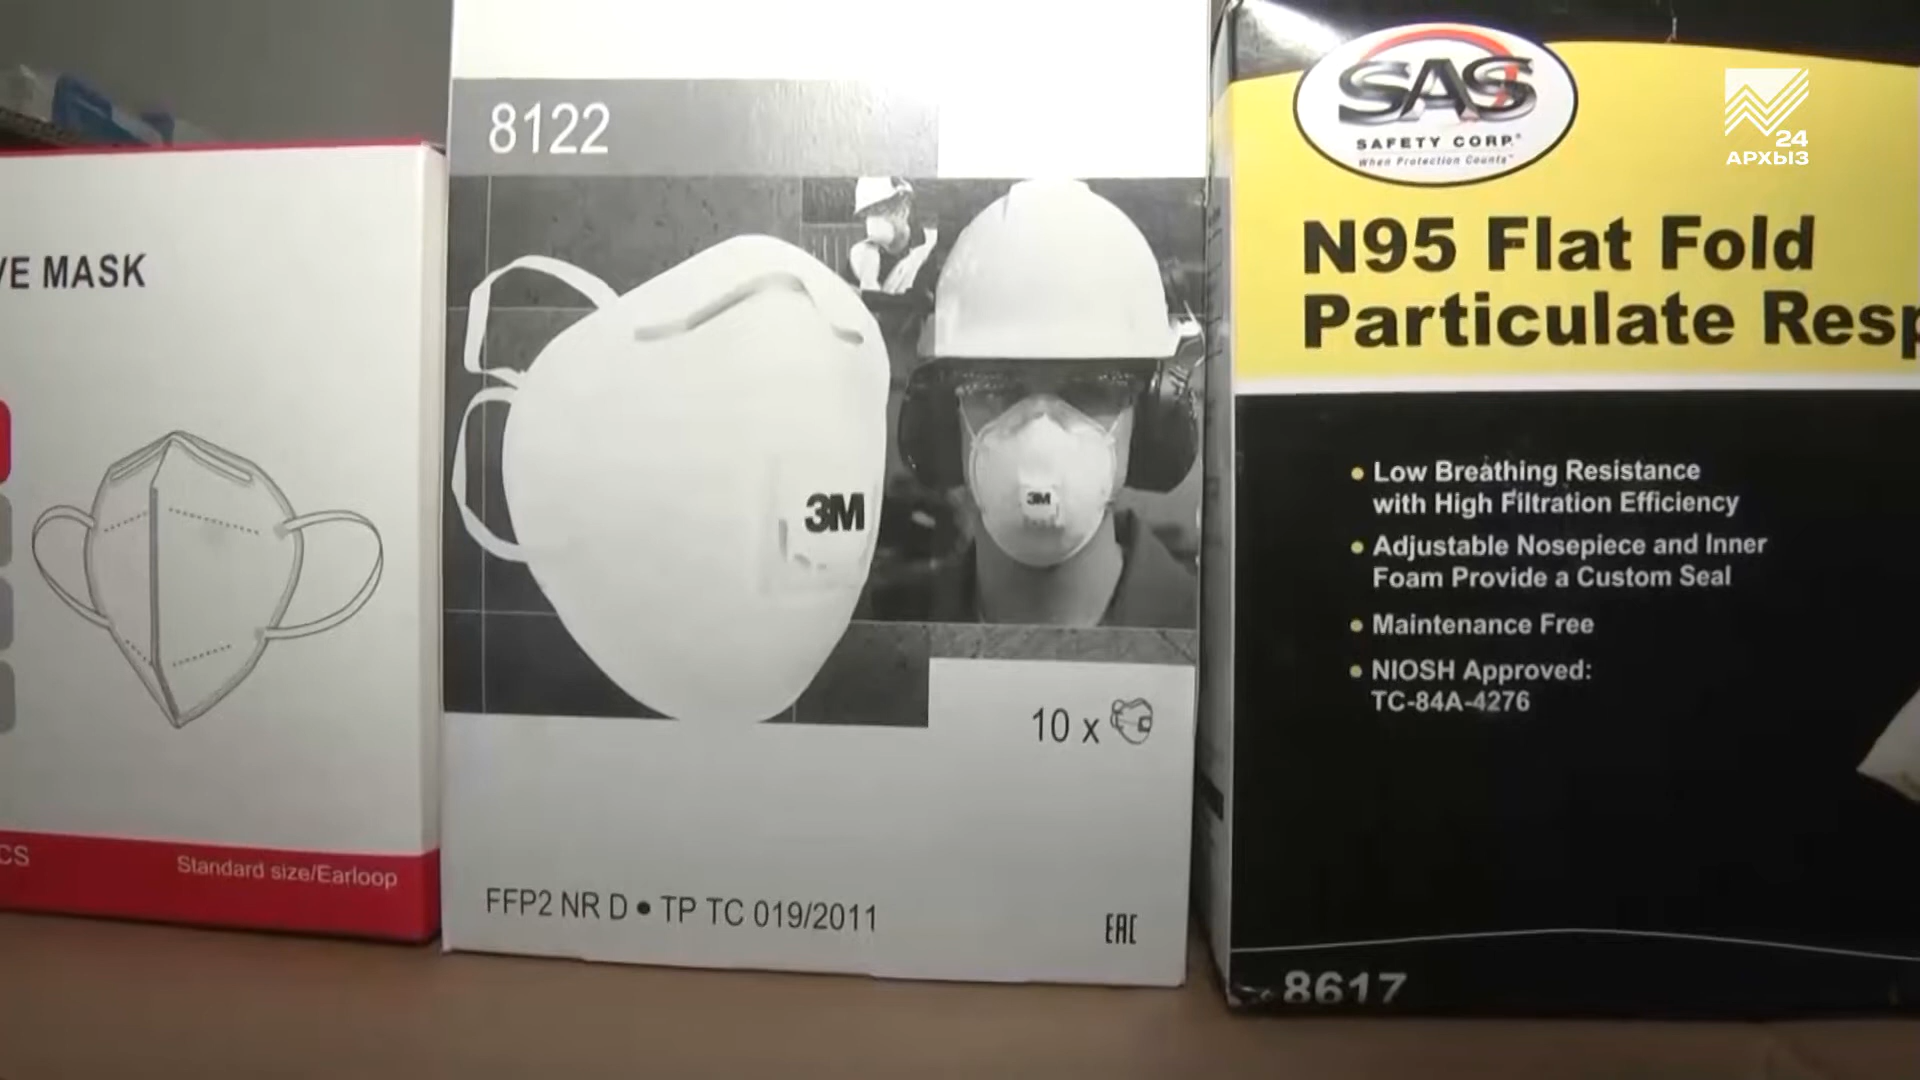 VE MASK
CS
Standard size/Earloop
8122
3M
3M
10 x
FFP2 NR D • TP TC 019/2011
EAC
SAS
SAFETY CORP.®
When Protection Counts™
N95 Flat Fold
Particulate Resp
• Low Breathing Resistance
with High Filtration Efficiency
• Adjustable Nosepiece and Inner
Foam Provide a Custom Seal
• Maintenance Free
• NIOSH Approved:
TC-84A-4276
8617
24
АРХЫЗ